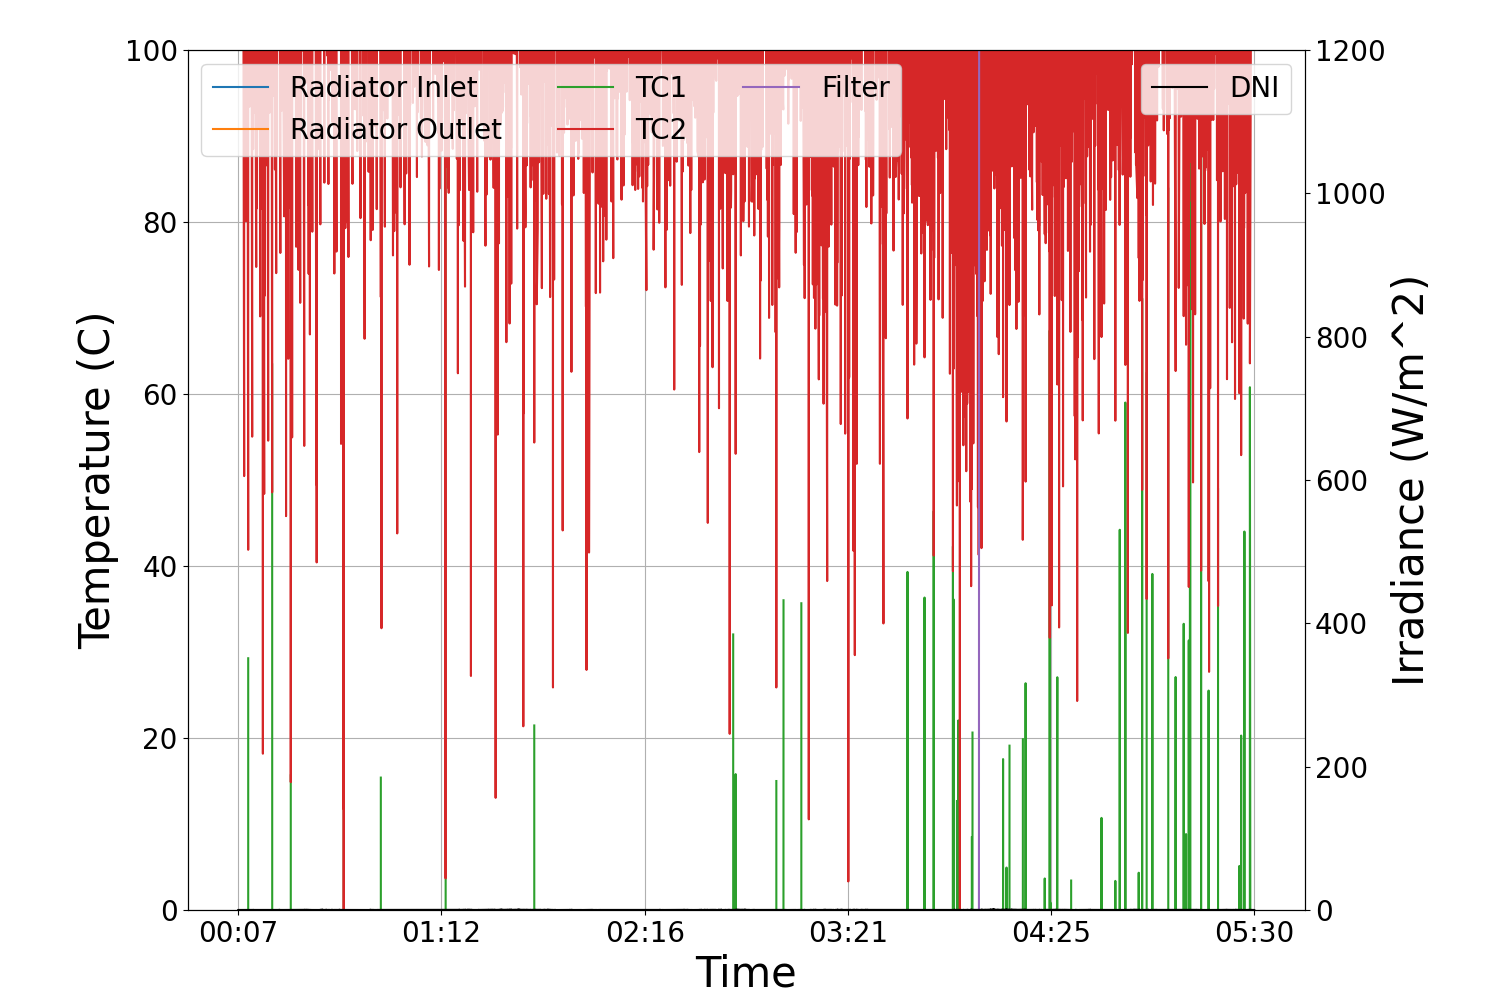 100
80
60
40
20
0
Temperature (C)
Radiator Inlet
Radiator Outlet
TC1
TC2
Filter
DNI
1200
1000
800
600
400
200
0
Irradiance (W/m^2)
00:07
01:12
02:16
03:21
04:25
05:30
Time